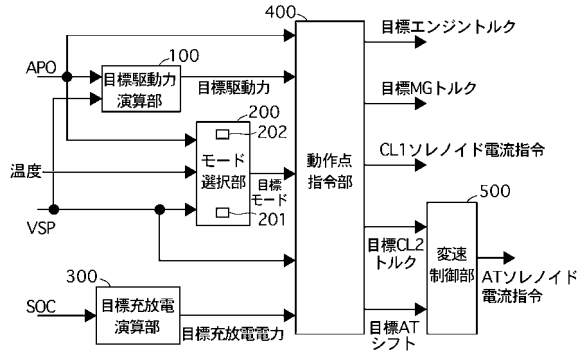 400
目標エンジントルク
APO
100
目標駆動力
演算部
目標駆動力
目標MGトルク
200
202
温度
モード
選択部
目標
モード
動作点
指令部
CL1ソレノイド電流指令
500
201
VSP
目標CL2
トルク
変速
制御部
ATソレノイド
電流指令
300
SOC
目標充放電
演算部
目標充放電電力
目標AT
シフト